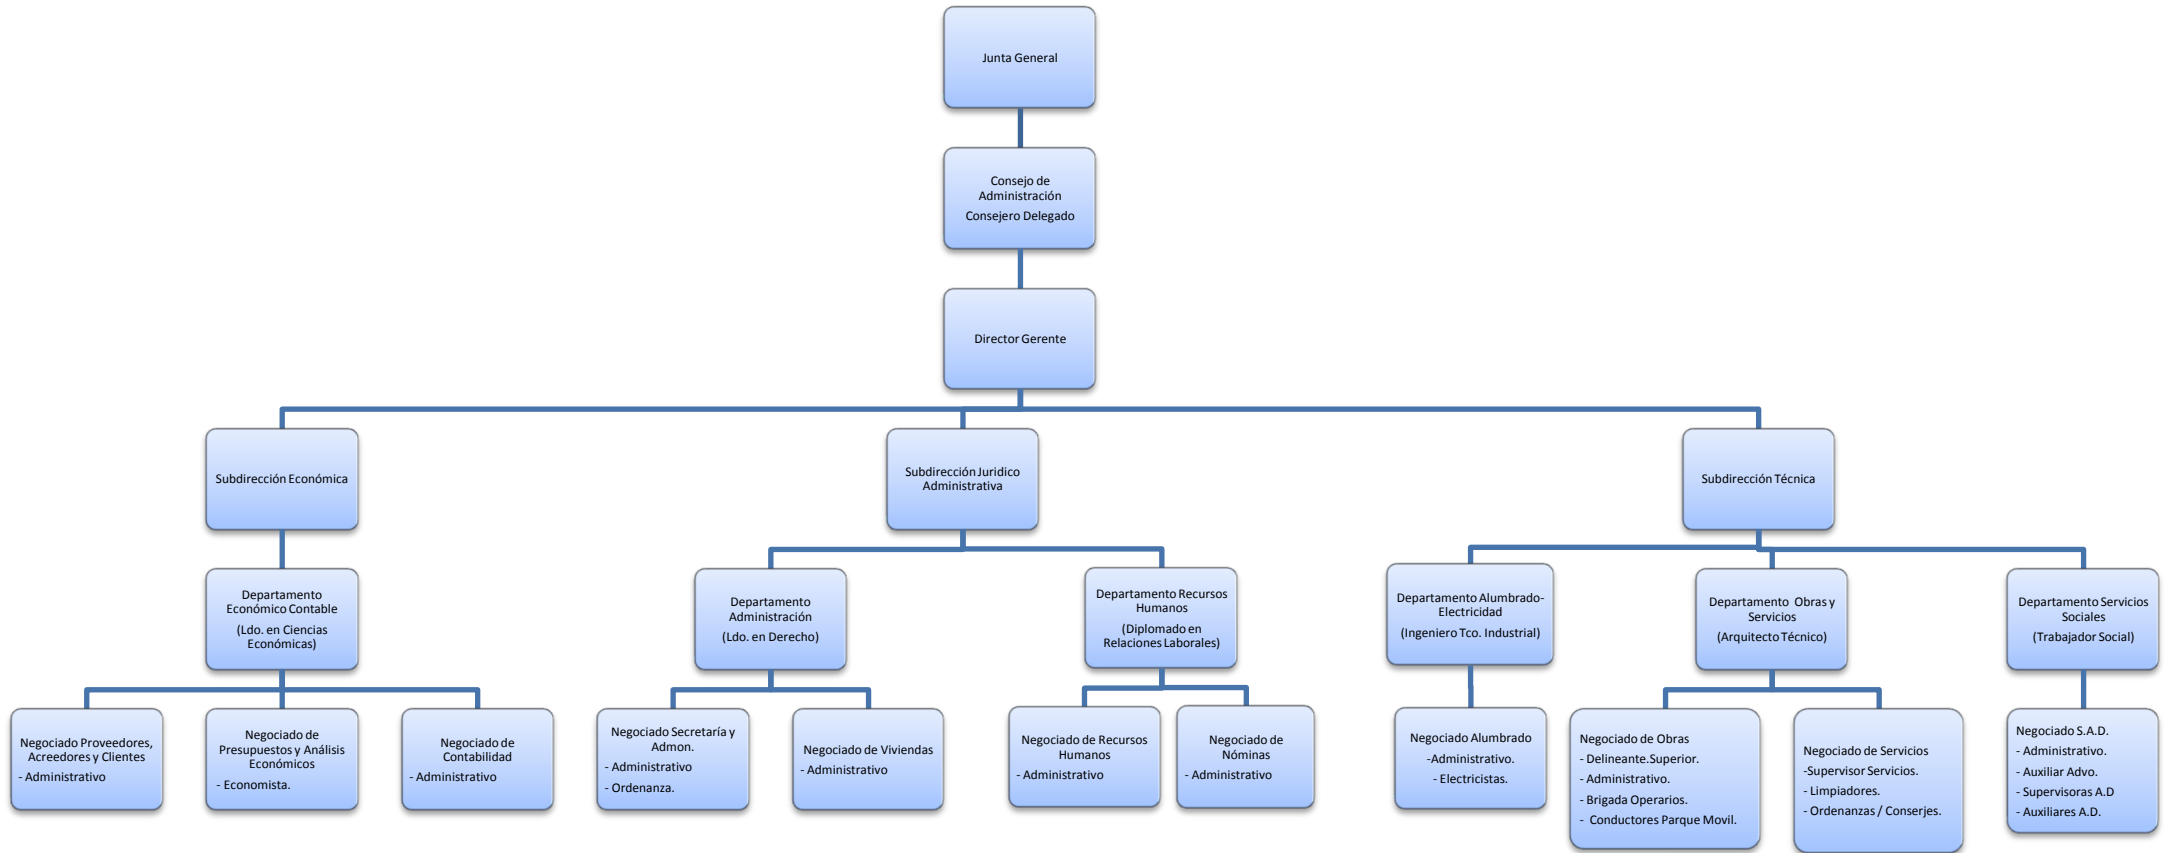 Junta General
Consejo de
Administración
Consejero Delegado
Director Gerente
Subdirección Económica
Subdirección Juridico
Administrativa
Subdirección Técnica
Departamento
Económico Contable
(Ldo. en Ciencias
Económicas)
Departamento
Administración
(Ldo. en Derecho)
Departamento Recursos
Humanos
(Diplomado en
Relaciones Laborales)
Departamento Alumbrado-
Electricidad
(Ingeniero Tco. Industrial)
Departamento Obras y
Servicios
(Arquitecto Técnico)
Departamento Servicios
Sociales
(Trabajador Social)
Negociado Proveedores,
Acreedores y Clientes
- Administrativo
Negociado de
Presupuestos y Análisis
Económicos
- Economista.
Negociado de
Contabilidad
- Administrativo
Negociado Secretaría y
Admon.
- Administrativo
- Ordenanza.
Negociado de Viviendas
- Administrativo
Negociado de Recursos
Humanos
- Administrativo
Negociado de
Nóminas
- Administrativo
Negociado Alumbrado
-Administrativo.
- Electricistas.
Negociado de Obras
- Delineante.Superior.
- Administrativo.
- Brigada Operarios.
- Conductores Parque Movil.
Negociado de Servicios
-Supervisor Servicios.
- Limpiadores.
- Ordenanzas / Conserjes.
Negociado S.A.D.
- Administrativo.
- Auxiliar Advo.
- Supervisoras A.D
- Auxiliares A.D.